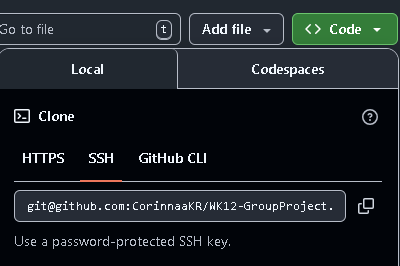 Go to file t Add file Code
Local Codespaces
Clone
HTTPS SSH GitHub CLI
git@github.com:CorinnaaKR/WK12-GroupProject.
Use a password-protected SSH key.